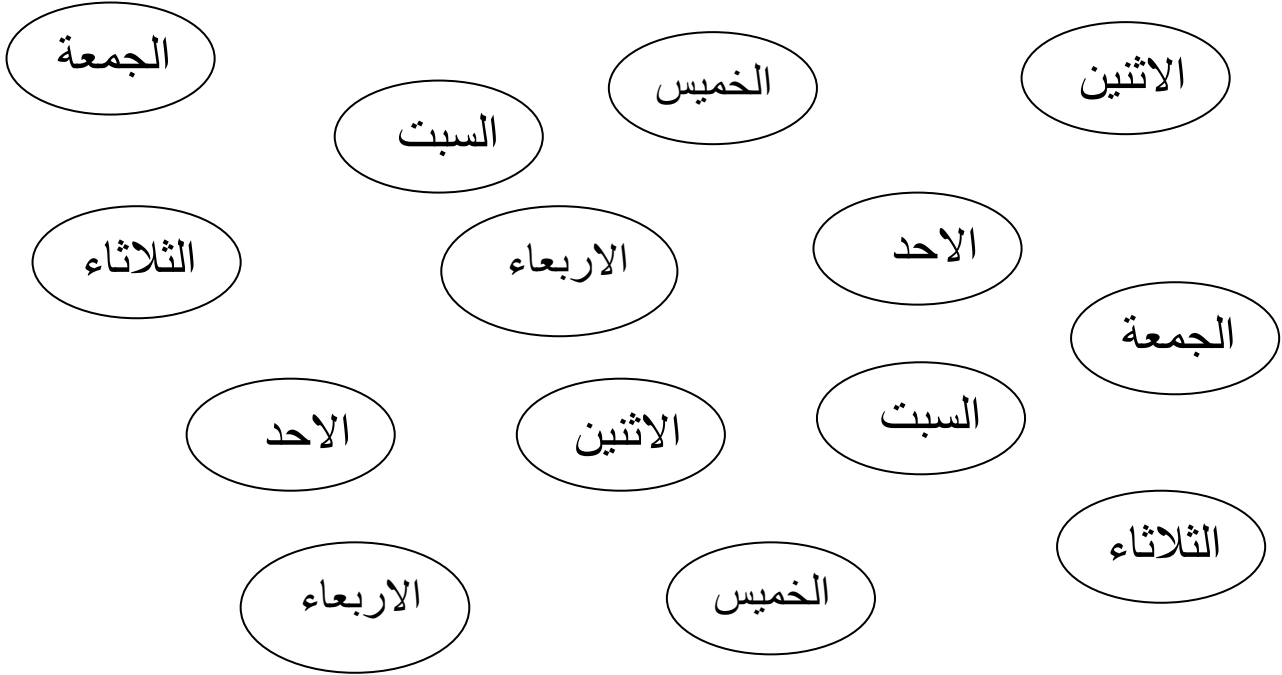 الاثنين
الخميس
الجمعة
السبت
الاحد
الاربعاء
الثلاثاء
الجمعة
السبت
الاثنين
الاحد
الثلاثاء
الخميس
الاربعاء